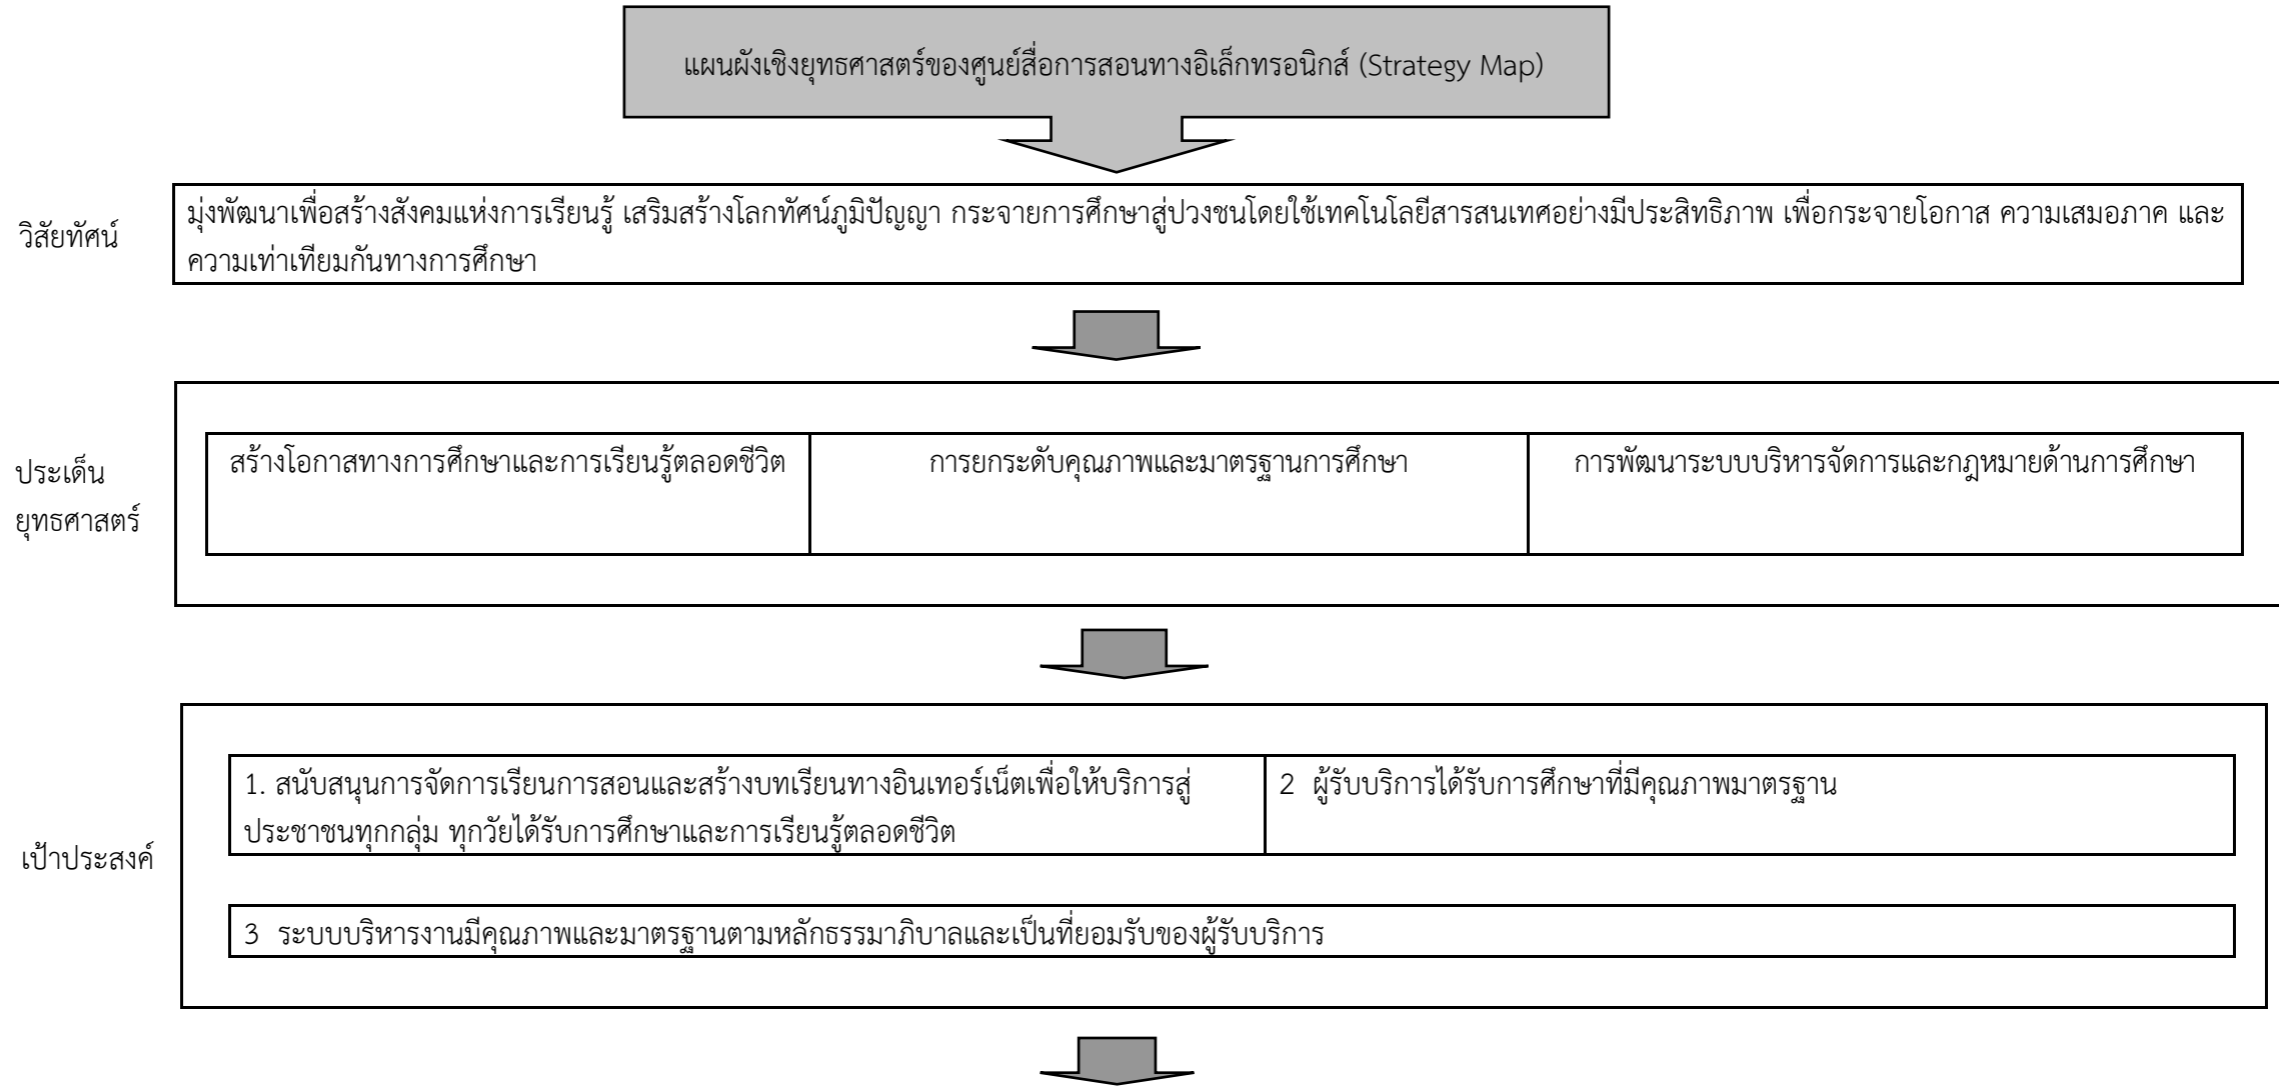 แผนผังเชิงยุทธศาสตร์ของศูนย์สื่อการสอนทางอิเล็กทรอนิกส์ (Strategy Map)
วิสัยทัศน์
มุ่งพัฒนาเพื่อสร้างสังคมแห่งการเรียนรู้ เสริมสร้างโลกทัศน์ภูมิปัญญา กระจายการศึกษาสู่ปวงชนโดยใช้เทคโนโลยีสารสนเทศอย่างมีประสิทธิภาพ เพื่อกระจายโอกาส ความเสมอภาค และ
ความเท่าเทียมกันทางการศึกษา
ประเด็น
ยุทธศาสตร์
สร้างโอกาสทางการศึกษาและการเรียนรู้ตลอดชีวิต
การยกระดับคุณภาพและมาตรฐานการศึกษา
การพัฒนาระบบบริหารจัดการและกฎหมายด้านการศึกษา
เป้าประสงค์
1. สนับสนุนการจัดการเรียนการสอนและสร้างบทเรียนทางอินเทอร์เน็ตเพื่อให้บริการสู่
ประชาชนทุกกลุ่ม ทุกวัยได้รับการศึกษาและการเรียนรู้ตลอดชีวิต
2 ผู้รับบริการได้รับการศึกษาที่มีคุณภาพมาตรฐาน
3 ระบบบริหารงานมีคุณภาพและมาตรฐานตามหลักธรรมาภิบาลและเป็นที่ยอมรับของผู้รับบริการ